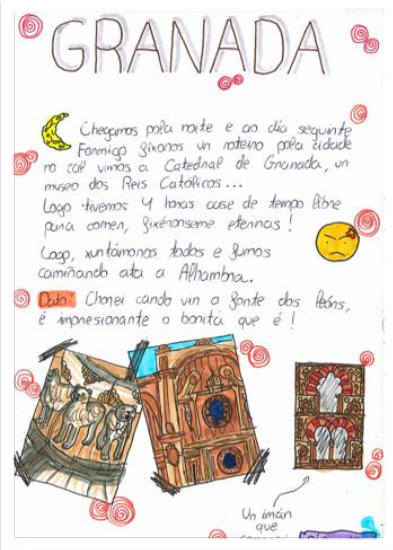 GRANADA
Chegamos pola noite e ao día seguinte
Formigo fixonos un roteiro pola cidade
no cal vimos a Catedral de Granada, un
museo dos Reis Católicos...
Logo tivemos 4 horas case de tempo libre
para comer, fixéronseme eternas!
Logo, xuntámonos todos e fumos
camiñando ata a Alhambra.
Dato: Chorei cando vin a fonte dos leóns,
é impresionante o bonita que é!
Un imán
que